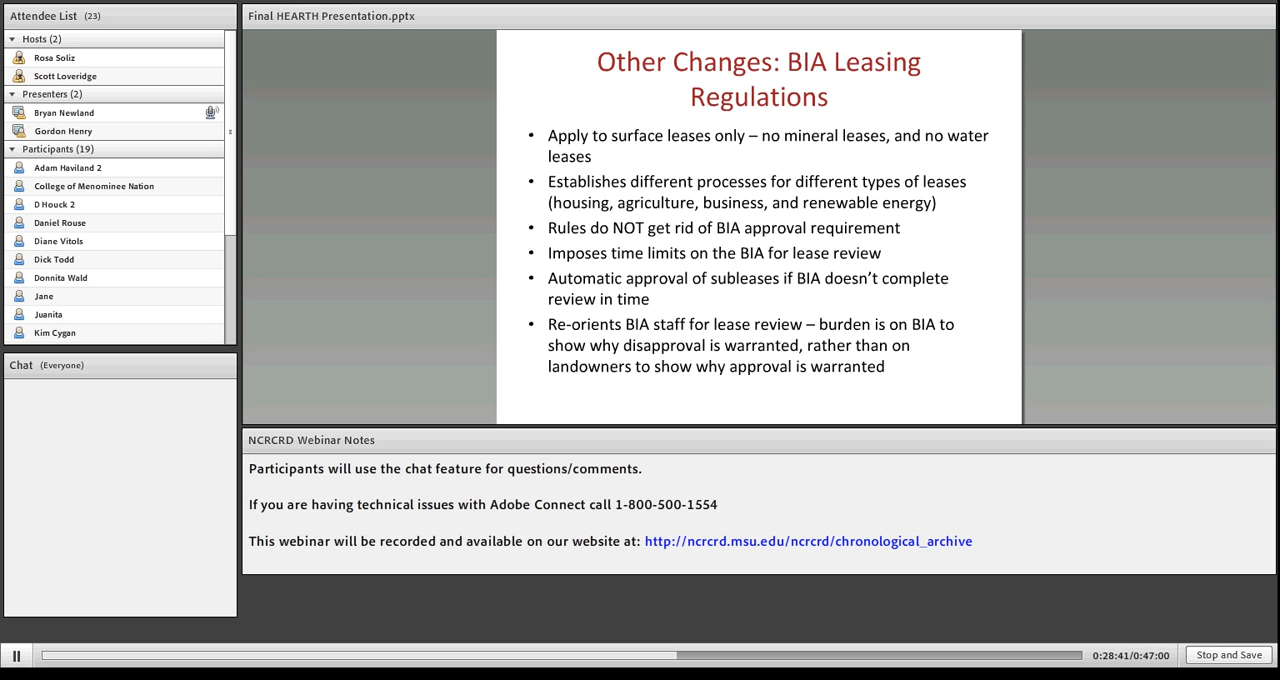 Attendee List (23)
Hosts (2)
Rosa Soliz
Scott Loveridge
Presenters (2)
Bryan Newland
Gordon Henry
Participants (19)
Adam Haviland 2
College of Menominee Nation
D Houck 2
Daniel Rouse
Diane Vitols
Dick Todd
Donnita Wald
Jane
Juanita
Kim Cygan
Chat (Everyone)
Final HEARTH Presentation.pptx
Other Changes: BIA Leasing
Regulations
• Apply to surface leases only – no mineral leases, and no water
leases
• Establishes different processes for different types of leases
(housing, agriculture, business, and renewable energy)
• Rules do NOT get rid of BIA approval requirement
• Imposes time limits on the BIA for lease review
• Automatic approval of subleases if BIA doesn’t complete
review in time
• Re-orients BIA staff for lease review – burden is on BIA to
show why disapproval is warranted, rather than on
landowners to show why approval is warranted
NCRCRD Webinar Notes
Participants will use the chat feature for questions/comments.
If you are having technical issues with Adobe Connect call 1-800-500-1554
This webinar will be recorded and available on our website at: http://ncrcrd.msu.edu/ncrcrd/chronological_archive
0:28:41/0:47:00
Stop and Save